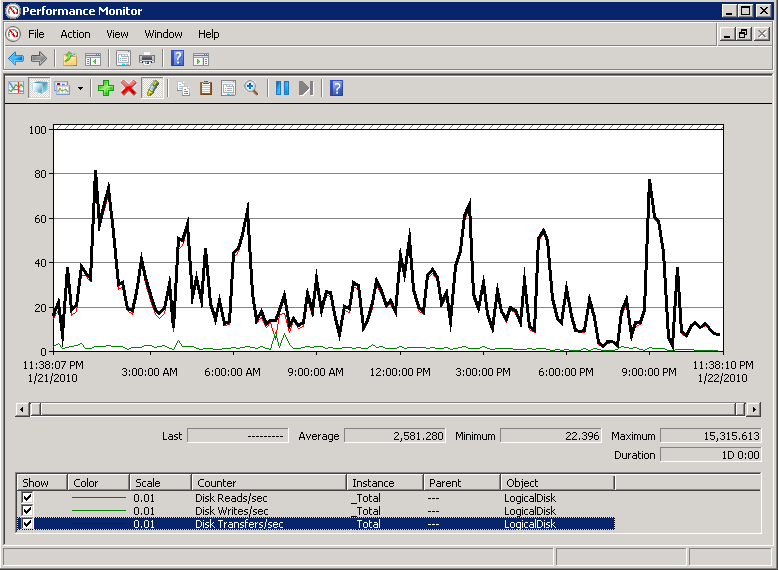 Performance Monitor
File Action View Window Help
100
80
60
40
20
0
11:38:07 PM 3:00:00 AM 6:00:00 AM 9:00:00 AM 12:00:00 PM 3:00:00 PM 6:00:00 PM 9:00:00 PM 11:38:10 PM
1/21/2010 1/22/2010
Last --------- Average 2,581.280 Minimum 22.396 Maximum 15,315.613
Duration 1D 0:00
Show Color Scale Counter Instance Parent Object
0.01 Disk Reads/sec _Total --- LogicalDisk
0.01 Disk Writes/sec _Total --- LogicalDisk
0.01 Disk Transfers/sec _Total --- LogicalDisk